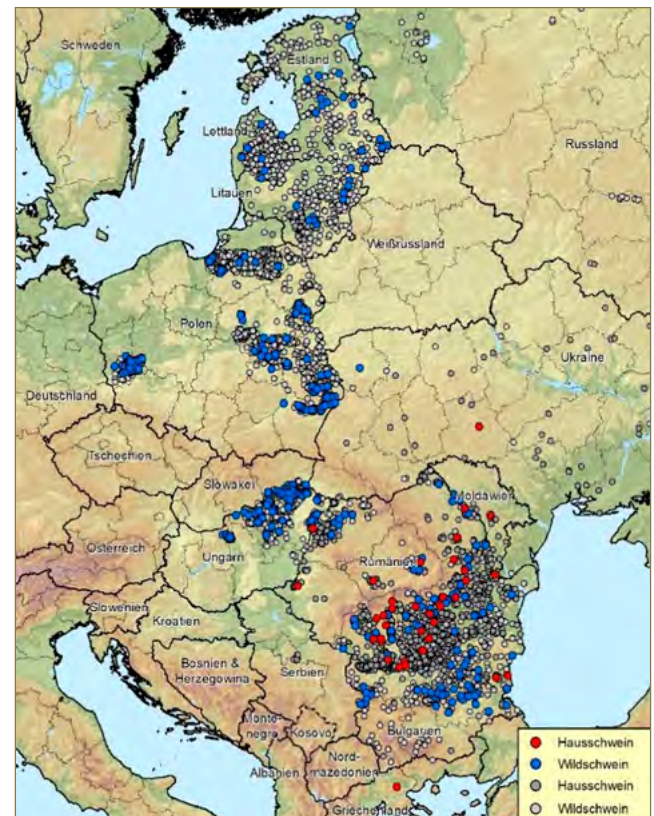 Schweden
Estland
Lettland
Russland
Litauen
Weißrussland
Polen
Ukraine
Deutschland
Tschechien
Slowakei
Moldawien
Österreich
Ungarn
Rumänien
Slowenien
Kroatien
Bosnien &
Herzegowina
Serbien
Monte-
negro
Kosovo
Bulgarien
Nord-
mazedonien
Albanien
Griechenland
Hausschwein
Wildschwein
Hausschwein
Wildschwein